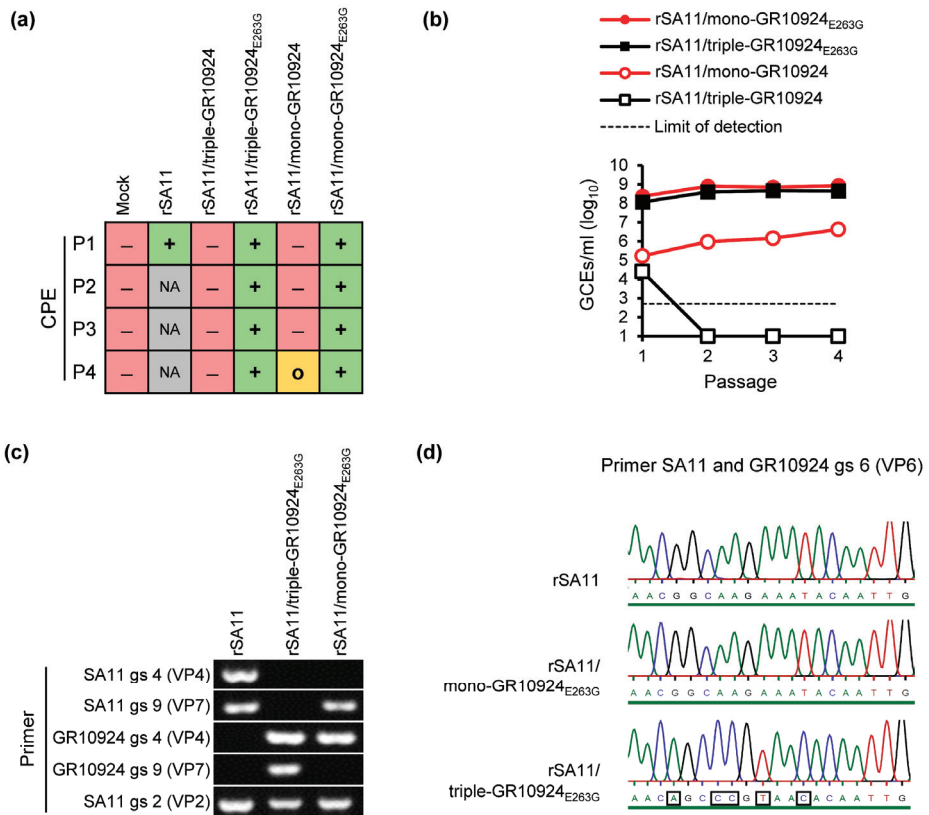 (a)
Mock
rSA11
rSA11/triple-GR10924
rSA11/triple-GR10924E263G
rSA11/mono-GR10924
rSA11/mono-GR10924E263G
CPE
P1 – + – + – +
P2 – NA – + – +
P3 – NA – + – +
P4 – NA – + o +
(b)
rSA11/mono-GR10924E263G
rSA11/triple-GR10924E263G
rSA11/mono-GR10924
rSA11/triple-GR10924
Limit of detection
GCEs/ml (log10)
10
9
8
7
6
5
4
3
2
1
1 2 3 4
Passage
(c)
rSA11
rSA11/triple-GR10924E263G
rSA11/mono-GR10924E263G
Primer
SA11 gs 4 (VP4)
SA11 gs 9 (VP7)
GR10924 gs 4 (VP4)
GR10924 gs 9 (VP7)
SA11 gs 2 (VP2)
(d)
Primer SA11 and GR10924 gs 6 (VP6)
rSA11
A A C G G C A A G A A A T A C A A T T G
rSA11/
mono-GR10924E263G
A A C G G C A A G A A A T A C A A T T G
rSA11/
triple-GR10924E263G
A A C A G C C C G T A A C A C A A T T G